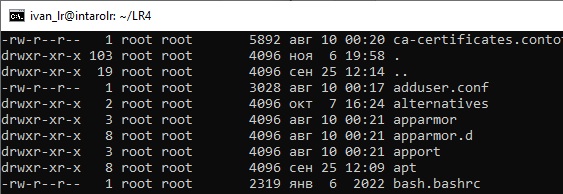 ivan_lr@intarolr: ~/LR4
-rw-r--r-- 1 root root 5892 авг 10 00:20 ca-certificates.conf
drwxr-xr-x 103 root root 4096 ноя 6 19:58 .
drwxr-xr-x 19 root root 4096 сен 25 12:14 ..
-rw-r--r-- 1 root root 3028 авг 10 00:17 adduser.conf
drwxr-xr-x 2 root root 4096 окт 7 16:24 alternatives
drwxr-xr-x 3 root root 4096 авг 10 00:21 apparmor
drwxr-xr-x 8 root root 4096 авг 10 00:21 apparmor.d
drwxr-xr-x 3 root root 4096 авг 10 00:21 apport
drwxr-xr-x 8 root root 4096 сен 25 12:09 apt
-rw-r--r-- 1 root root 2319 янв 6 2022 bash.bashrc